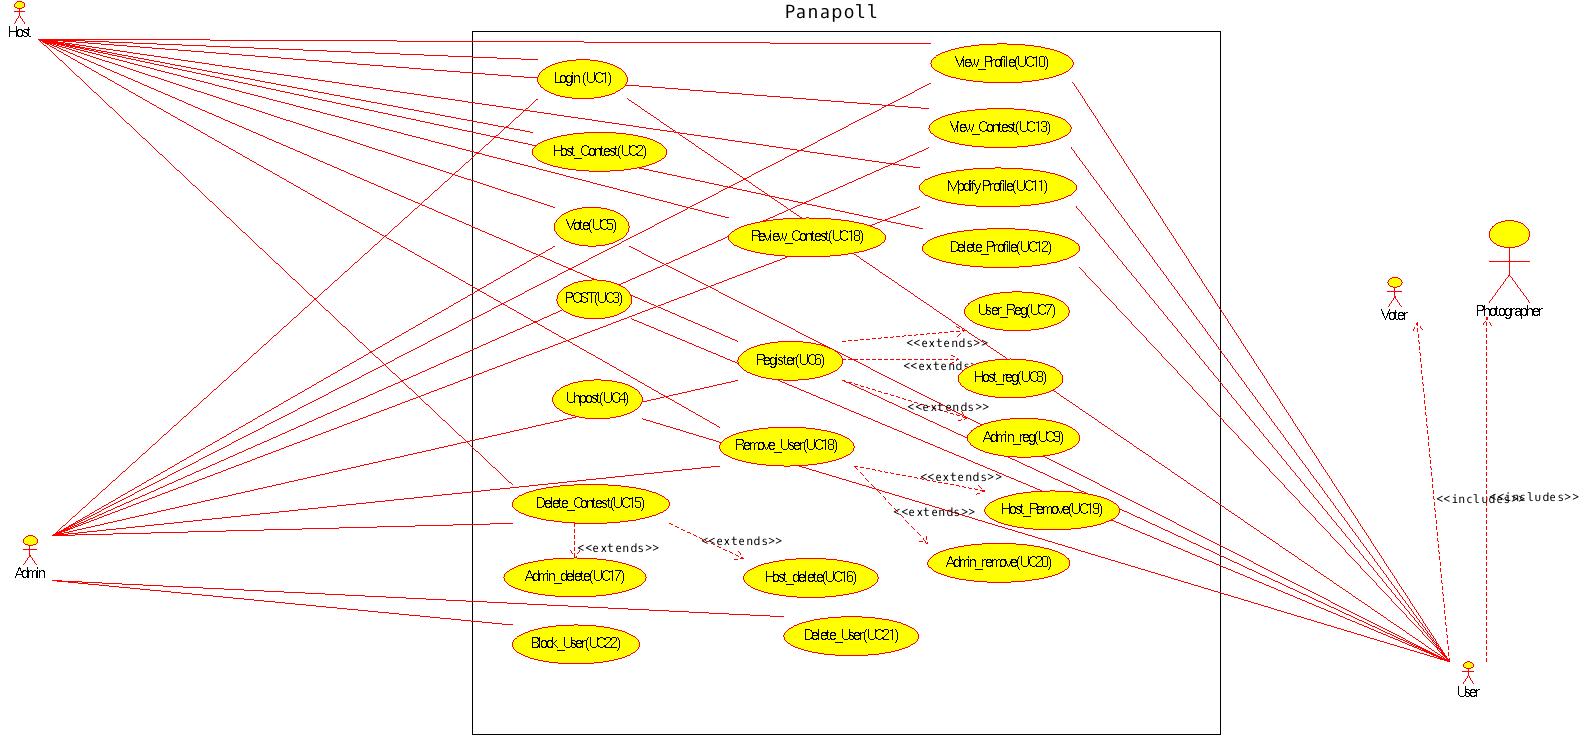 Panapoll
Host
Login (UC1)
View_Profile(UC10)
View_Contest(UC13)
Host_Contest(UC2)
Modify Profile(UC11)
Vote(UC5)
Review_Contest(UC18)
Delete_Profile(UC12)
POST(UC3)
User_Reg(UC7)
Voter
Photographer
<<extends>>
Register(UC6)
<<extends
Host_reg(UC8)
Unpost(UC4)
<<extends>>
Remove_User(UC18)
Admin_reg(UC9)
<<extends>>
Delete_Contest(UC15)
Host_Remove(UC19)
<<includes>>
<<includes>>
<<extends>>
<<extends>>
<<extends>>
Admin
Admin_delete(UC17)
Host_delete(UC16)
Admin_remove(UC20)
Block_User(UC22)
Delete_User(UC21)
User